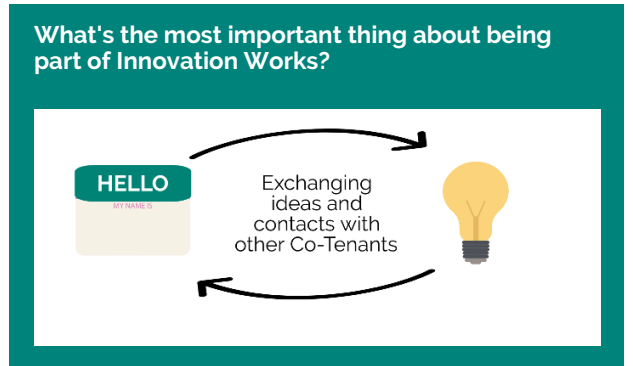 What's the most important thing about being
part of Innovation Works?
HELLO
MY NAME IS
Exchanging
ideas and
contacts with
other Co-Tenants